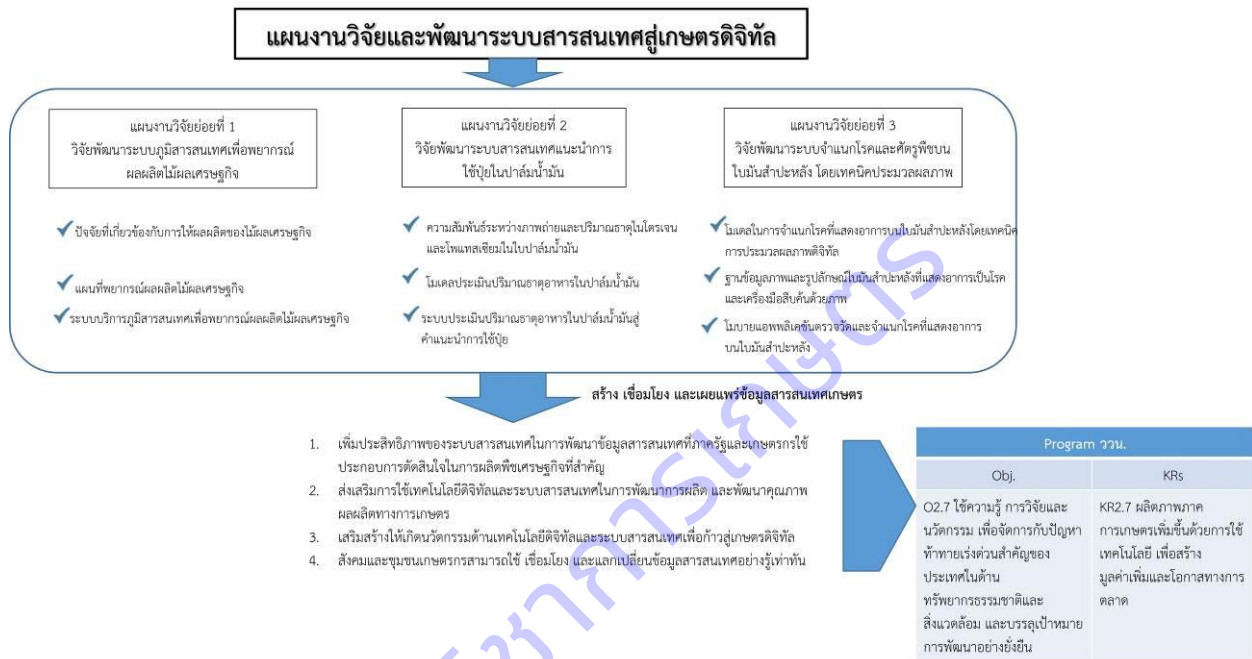 แผนงานวิจัยและพัฒนาระบบสารสนเทศสู่เกษตรดิจิทัล
แผนงานวิจัยย่อยที่ 1
วิจัยพัฒนาระบบภูมิสารสนเทศเพื่อพยากรณ์
ผลผลิตไม้ผลเศรษฐกิจ
ปัจจัยที่เกี่ยวข้องกับการให้ผลผลิตของไม้ผลเศรษฐกิจ
แผนที่พยากรณ์ผลผลิตไม้ผลเศรษฐกิจ
ระบบบริการภูมิสารสนเทศเพื่อพยากรณ์ผลผลิตไม้ผลเศรษฐกิจ
แผนงานวิจัยย่อยที่ 2
วิจัยพัฒนาระบบสารสนเทศแนะนำการ
ใช้ปุ๋ยในปาล์มน้ำมัน
ความสัมพันธ์ระหว่างภาพถ่ายและปริมาณธาตุไนโตรเจน
และโพแทสเซียมในใบปาล์มน้ำมัน
โมเดลประเมินปริมาณธาตุอาหารในปาล์มน้ำมัน
ระบบประเมินปริมาณธาตุอาหารในปาล์มน้ำมันสู่
คำแนะนำการใช้ปุ๋ย
แผนงานวิจัยย่อยที่ 3
วิจัยพัฒนาระบบจำแนกโรคและศัตรูพืชบน
ใบมันสำปะหลัง โดยเทคนิคประมวลผลภาพ
โมเดลในการจำแนกโรคที่แสดงอาการบนใบมันสำปะหลังโดยเทคนิค
การประมวลผลภาพดิจิทัล
ฐานข้อมูลภาพและรูปลักษณ์ใบมันสำปะหลังที่แสดงอาการเป็นโรค
และเครื่องมือสืบค้นด้วยภาพ
โมบายแอพพลิเคชันตรวจวัดและจำแนกโรคที่แสดงอาการ
บนใบมันสำปะหลัง
สร้าง เชื่อมโยง และเผยแพร่ข้อมูลสารสนเทศเกษตร
1. เพิ่มประสิทธิภาพของระบบสารสนเทศในการพัฒนาข้อมูลสารสนเทศที่ภาครัฐและเกษตรกรใช้
ประกอบการตัดสินใจในการผลิตพืชเศรษฐกิจที่สำคัญ
2. ส่งเสริมการใช้เทคโนโลยีดิจิทัลและระบบสารสนเทศในการพัฒนาการผลิต และพัฒนาคุณภาพ
ผลผลิตทางการเกษตร
3. เสริมสร้างให้เกิดนวัตกรรมด้านเทคโนโลยีดิจิทัลและระบบสารสนเทศเพื่อก้าวสู่เกษตรดิจิทัล
4. สังคมและชุมชนเกษตรกรสามารถใช้ เชื่อมโยง และแลกเปลี่ยนข้อมูลสารสนเทศอย่างรู้เท่าทัน
Program ววน.
Obj.
O2.7 ใช้ความรู้ การวิจัยและ
นวัตกรรม เพื่อจัดการกับปัญหา
ท้าทายเร่งด่วนสำคัญของ
ประเทศในด้าน
ทรัพยากรธรรมชาติและ
สิ่งแวดล้อม และบรรลุเป้าหมาย
การพัฒนาอย่างยั่งยืน
KRs
KR2.7 ผลิตภาพภาค
การเกษตรเพิ่มขึ้นด้วยการใช้
เทคโนโลยี เพื่อสร้าง
มูลค่าเพิ่มและโอกาสทางการ
ตลาด
วิชาการเกษตร